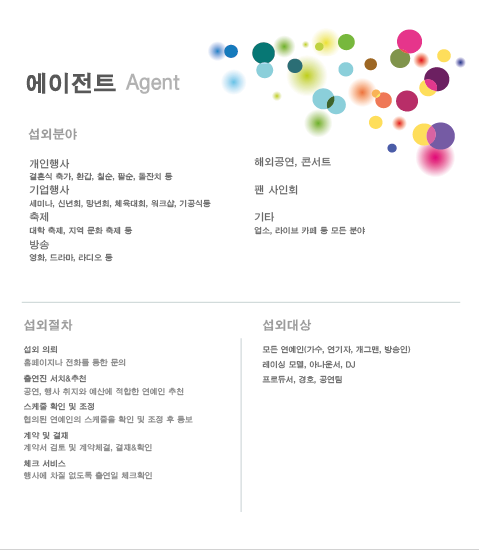 에이전트 Agent
섭외분야
개인행사
결혼식 축가, 환갑, 칠순, 팔순, 돌잔치 등
기업행사
세미나, 신년회, 망년회, 체육대회, 워크샵, 기공식등
축제
대학 축제, 지역 문화 축제 등
방송
영화, 드라마, 라디오 등
해외공연, 콘서트
팬 사인회
기타
업소, 라이브 카페 등 모든 분야
섭외절차
섭외 의뢰
홈페이지나 전화를 통한 문의
출연진 서치&추천
공연, 행사 취지와 예산에 적합한 연예인 추천
스케줄 확인 및 조정
협의된 연예인의 스케줄을 확인 및 조정 후 통보
계약 및 결재
계약서 검토 및 계약체결, 결재&확인
체크 서비스
행사에 차질 없도록 출연일 체크확인
섭외대상
모든 연예인(가수, 연기자, 개그맨, 방송인)
레이싱 모델, 아나운서, DJ
프로듀서, 경호, 공연팀